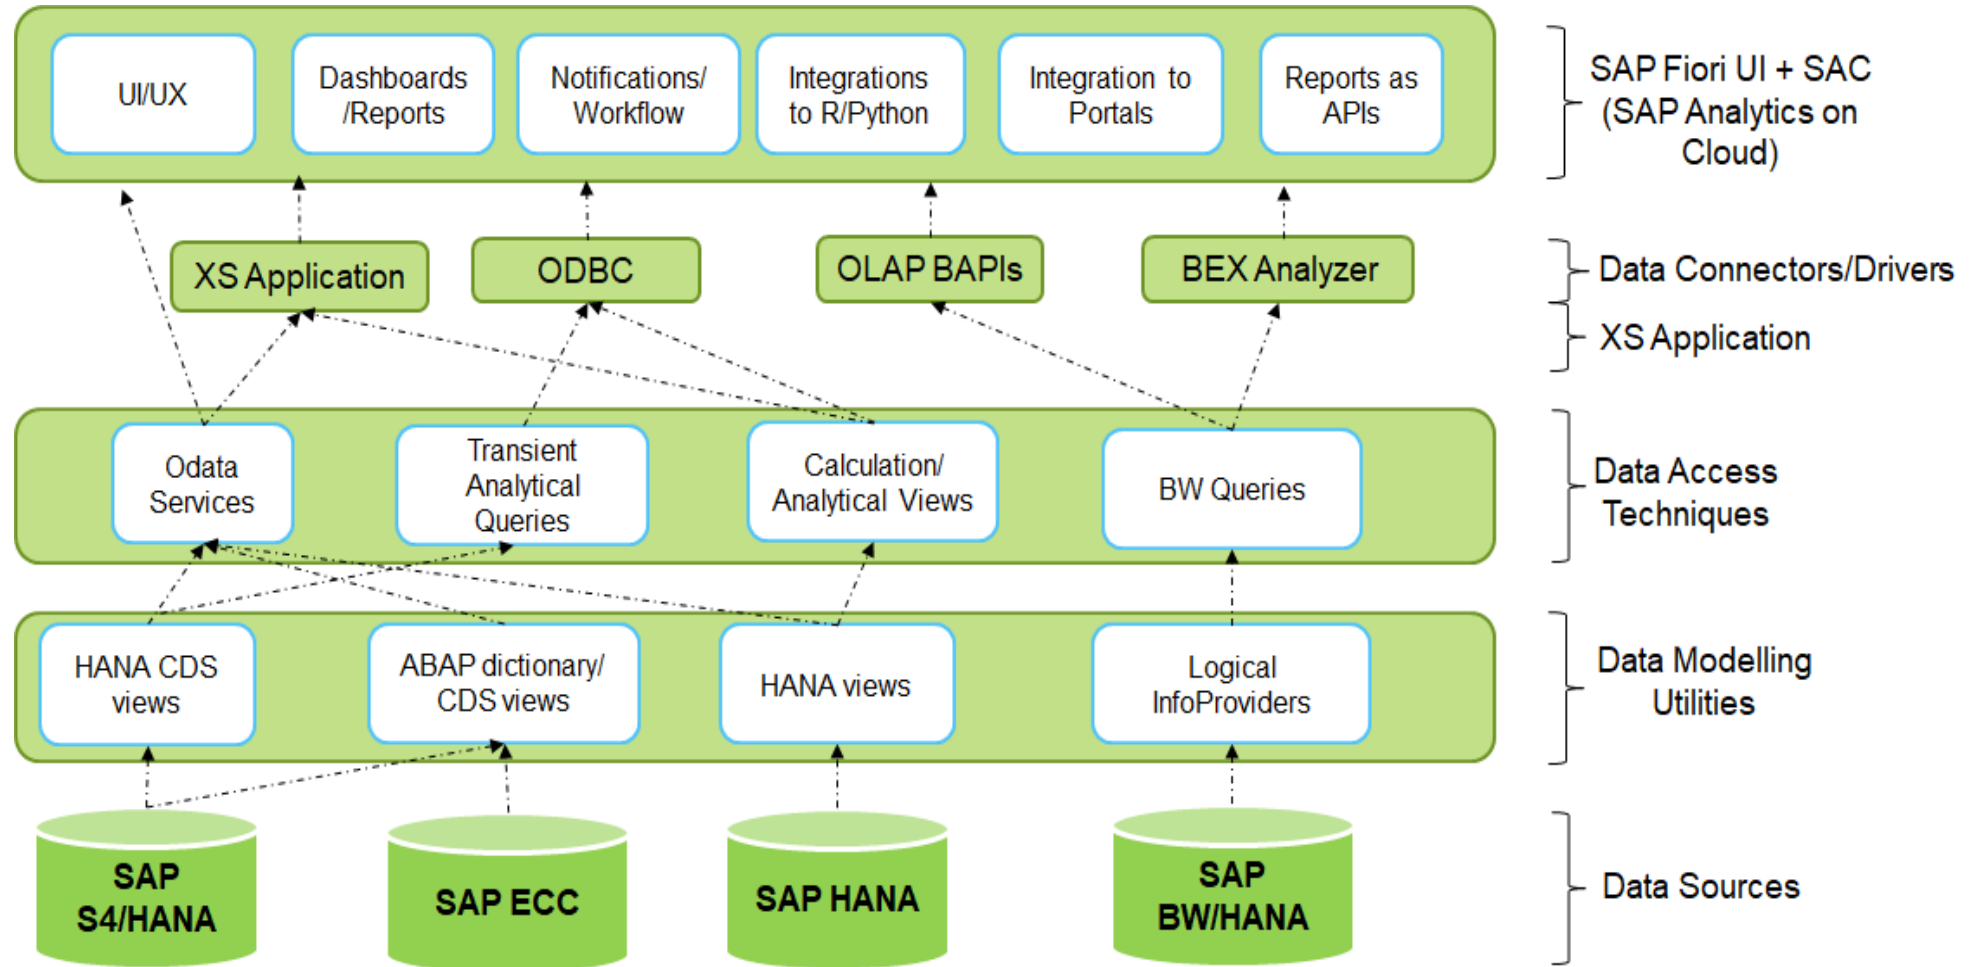 UI/UX
Dashboards
/Reports
Notifications/
Workflow
Integrations
to R/Python
Integration to
Portals
Reports as
APIs
SAP Fiori UI + SAC
(SAP Analytics on
Cloud)
XS Application
ODBC
OLAP BAPIs
BEX Analyzer
Data Connectors/Drivers
XS Application
Odata
Services
Transient
Analytical
Queries
Calculation/
Analytical Views
BW Queries
Data Access
Techniques
HANA CDS
views
ABAP dictionary/
CDS views
HANA views
Logical
InfoProviders
Data Modelling
Utilities
SAP
S4/HANA
SAP ECC
SAP HANA
SAP
BW/HANA
Data Sources